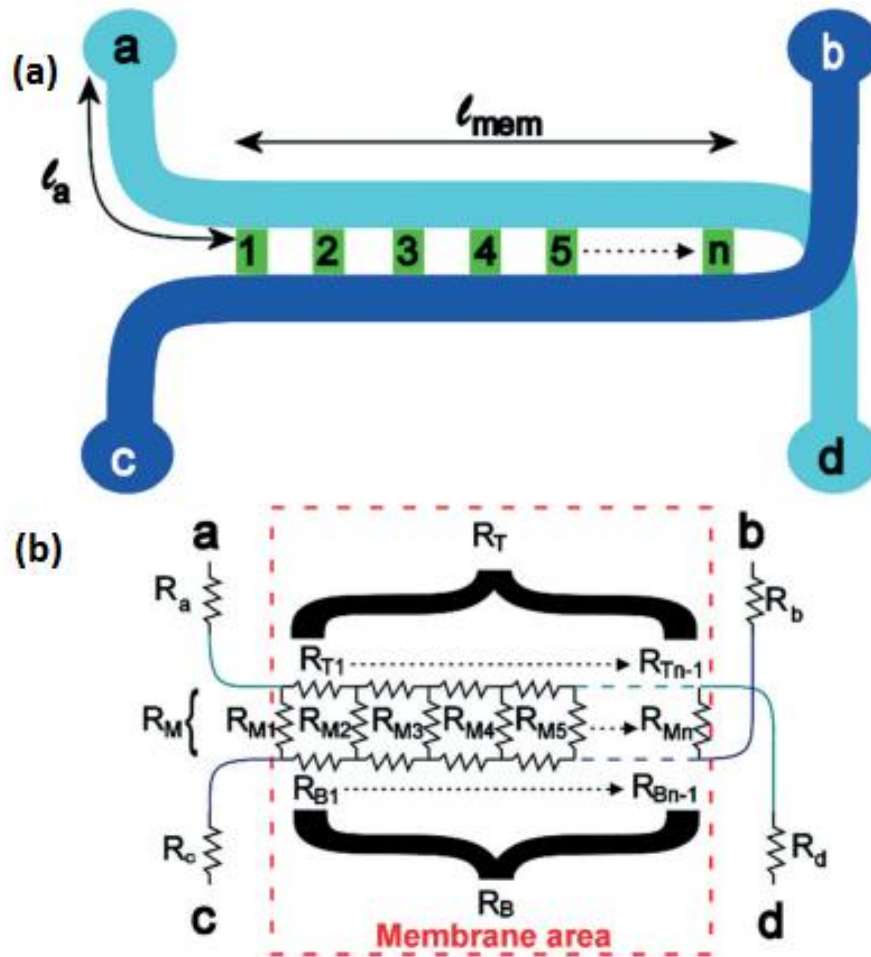 (a)
a
b
ℓmem
ℓa
1 2 3 4 5 n
c
d
(b)
a
b
RT
Ra
Rb
RT1 RTn-1
RM { RM1 RM2 RM3 RM4 RM5 RMn
RB1 RBn-1
Rc
Rd
RB
c
d
Membrane area